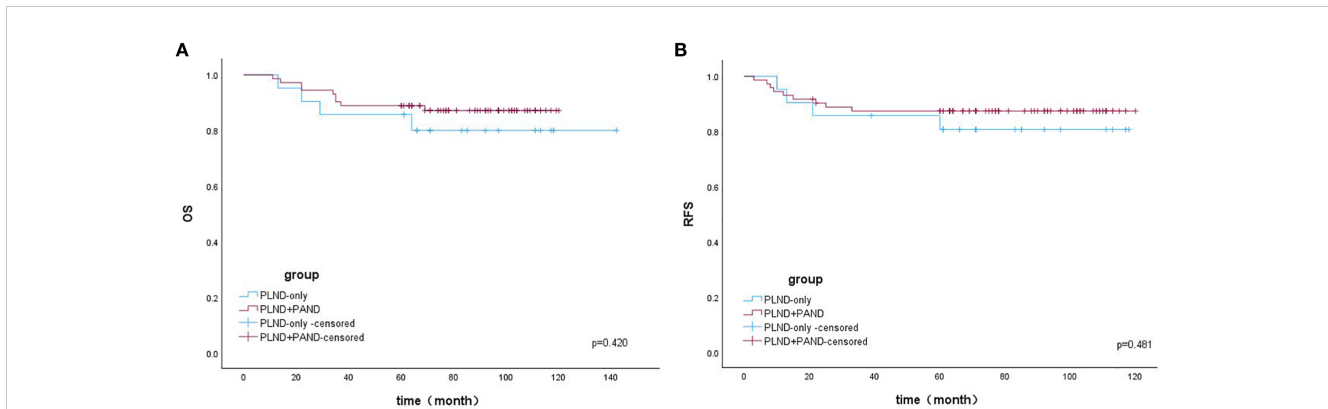 A
1.0
0.8
0.6
0.4
0.2
0.0
OS
group
PLND-only
PLND+PAND
PLND-only -censored
PLND+PAND-censored
p=0.420
0 20 40 60 80 100 120 140
time（month）
B
1.0
0.8
0.6
0.4
0.2
0.0
RFS
group
PLND-only
PLND+PAND
PLND-only -censored
PLND+PAND-censored
p=0.481
0 20 40 60 80 100 120
time（month）